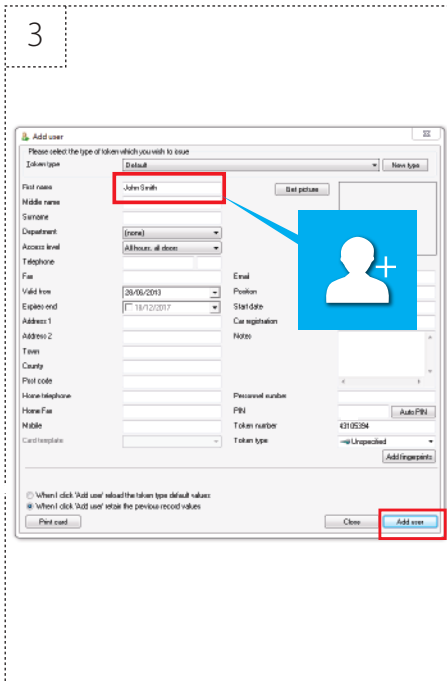 3
Add user
Please select the type of token which you wish to issue
Token type Default New type
First name John Smith Get picture
Middle name
Surname
Department (none)
Access level All hours, all doors
Telephone
Fax Email
Valid from 28/06/2013 Position
Expires end 18/12/2017 Start date
Address 1 Car registration
Address 2 Notes
Town
County
Post code
Home telephone Personnel number
Home Fax PIN Auto PIN
Mobile Token number 43105394
Card template Token type Unspecified
Add fingerprints
When I click 'Add user' reload the token type default values
When I click 'Add user' retain the previous record values
Print card Close Add user